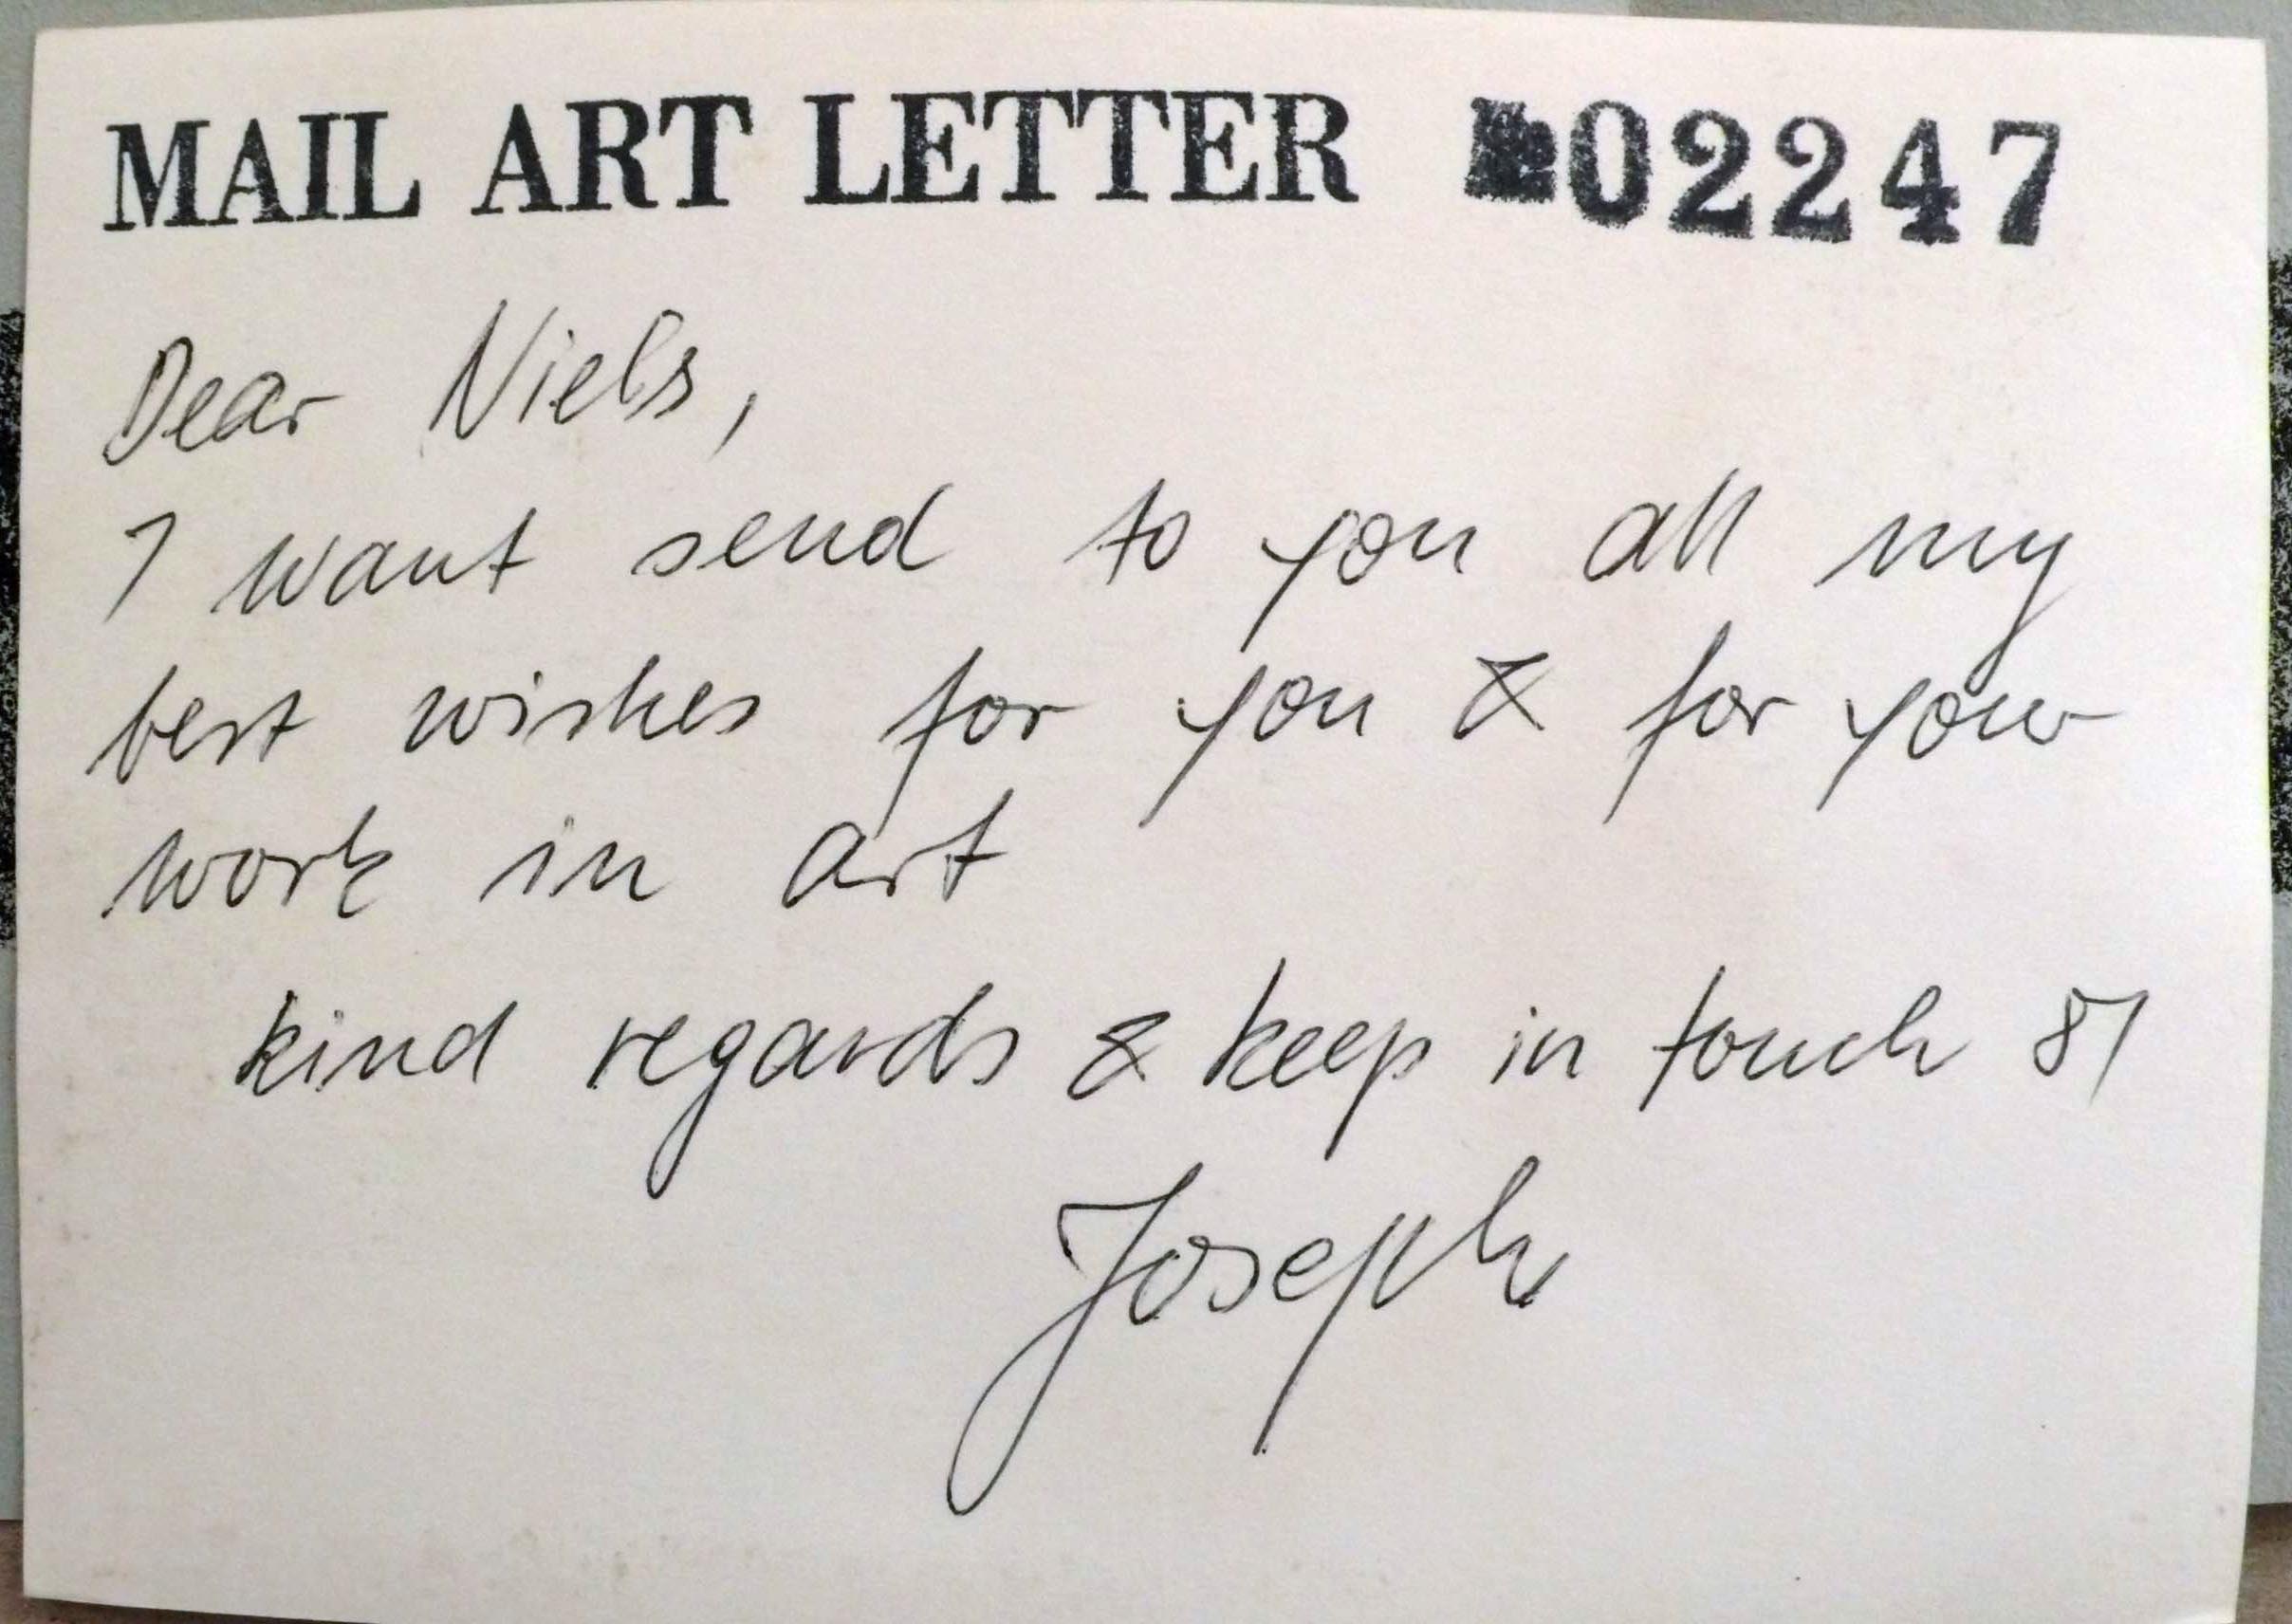 MAIL ART LETTER № 02247
Dear Niels,
I want send to you all my
best wishes for you & for your
work in art
kind regards & keep in touch 87
Joseph